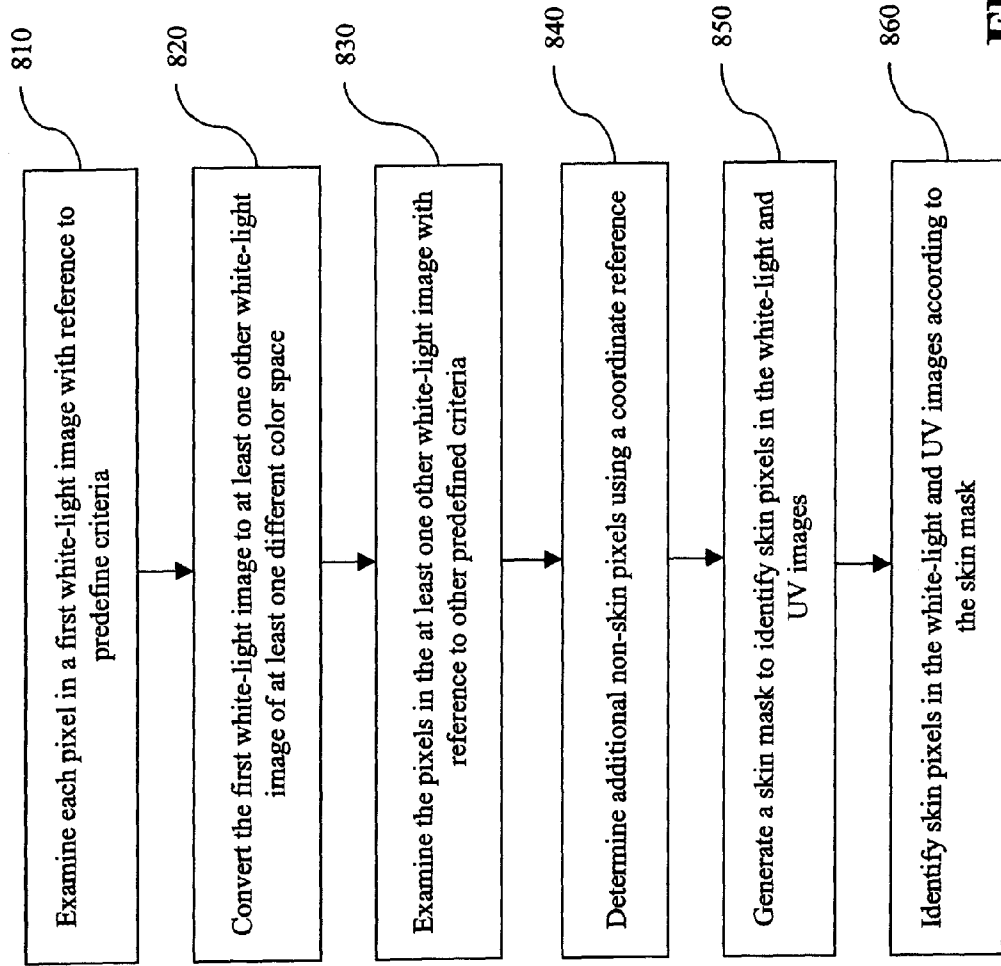 810
Examine each pixel in a first white-light image with reference to
predefine criteria
820
Convert the first white-light image to at least one other white-light
image of at least one different color space
830
Examine the pixels in the at least one other white-light image with
reference to other predefined criteria
840
Determine additional non-skin pixels using a coordinate reference
850
Generate a skin mask to identify skin pixels in the white-light and
UV images
860
Identify skin pixels in the white-light and UV images according to
the skin mask